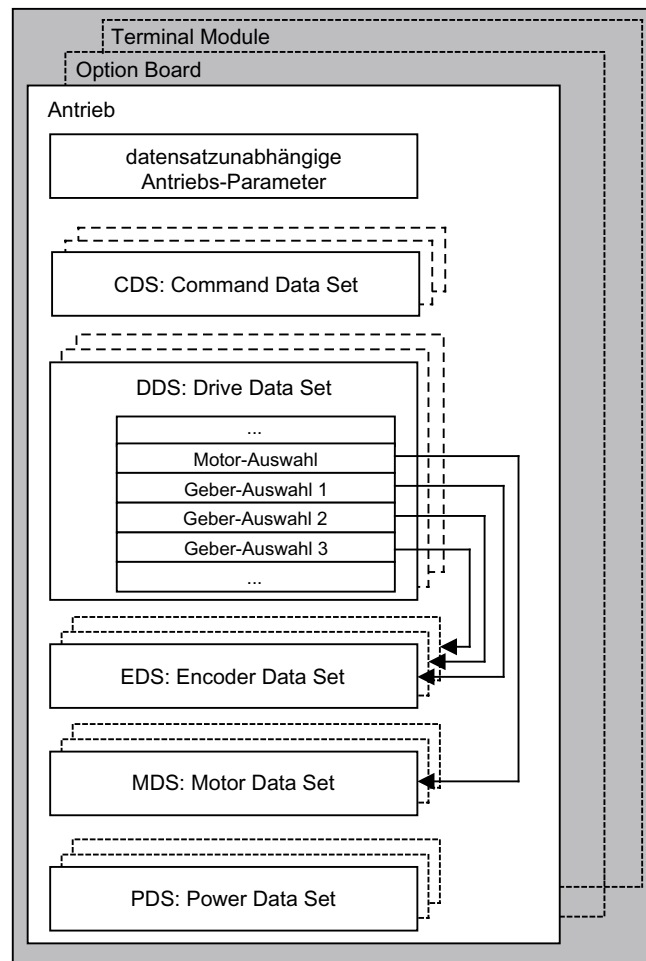 Terminal Module
Option Board
Antrieb
datensatzunabhängige
Antriebs-Parameter
CDS: Command Data Set
DDS: Drive Data Set
...
Motor-Auswahl
Geber-Auswahl 1
Geber-Auswahl 2
Geber-Auswahl 3
...
EDS: Encoder Data Set
MDS: Motor Data Set
PDS: Power Data Set